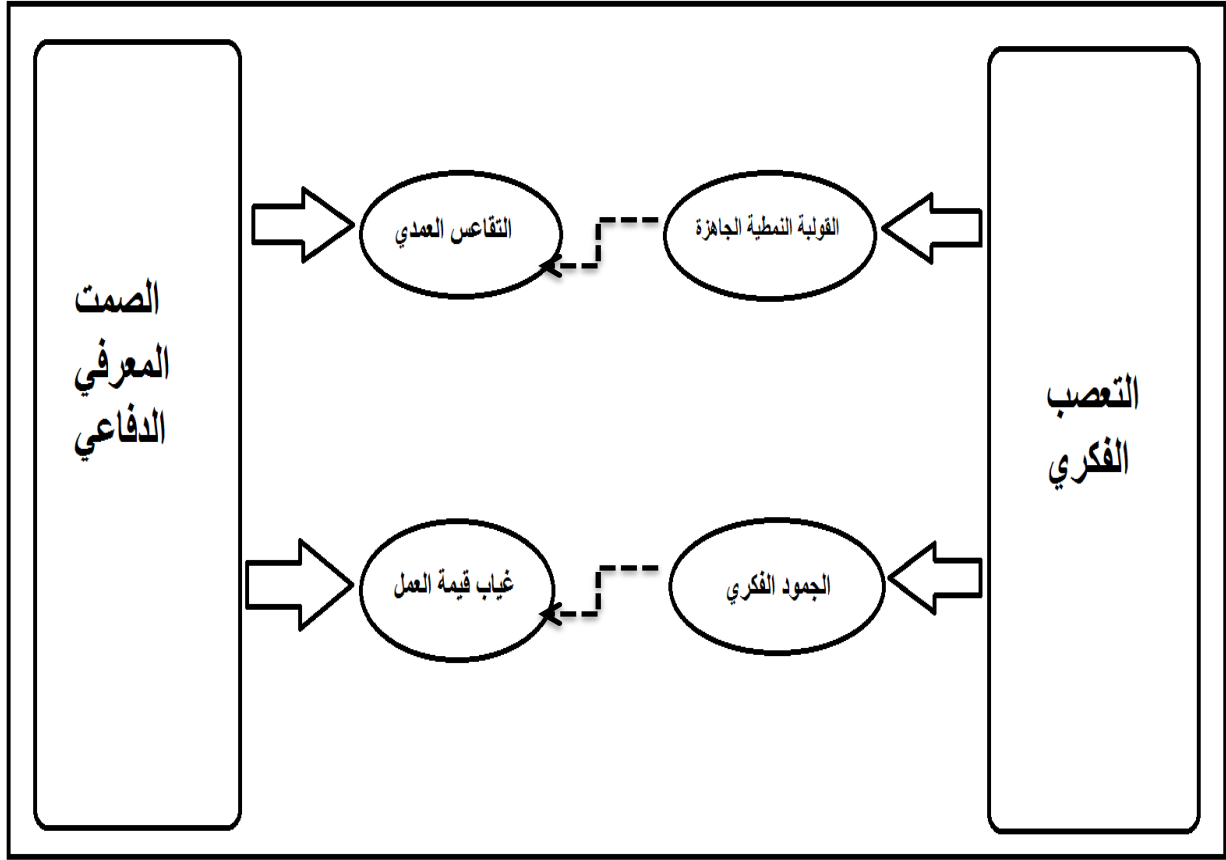 التعصب
الفكري
القولبة النمطية الجاهزة
الجمود الفكري
التقاعس العمدي
غياب قيمة العمل
الصمت
المعرفي
الدفاعي